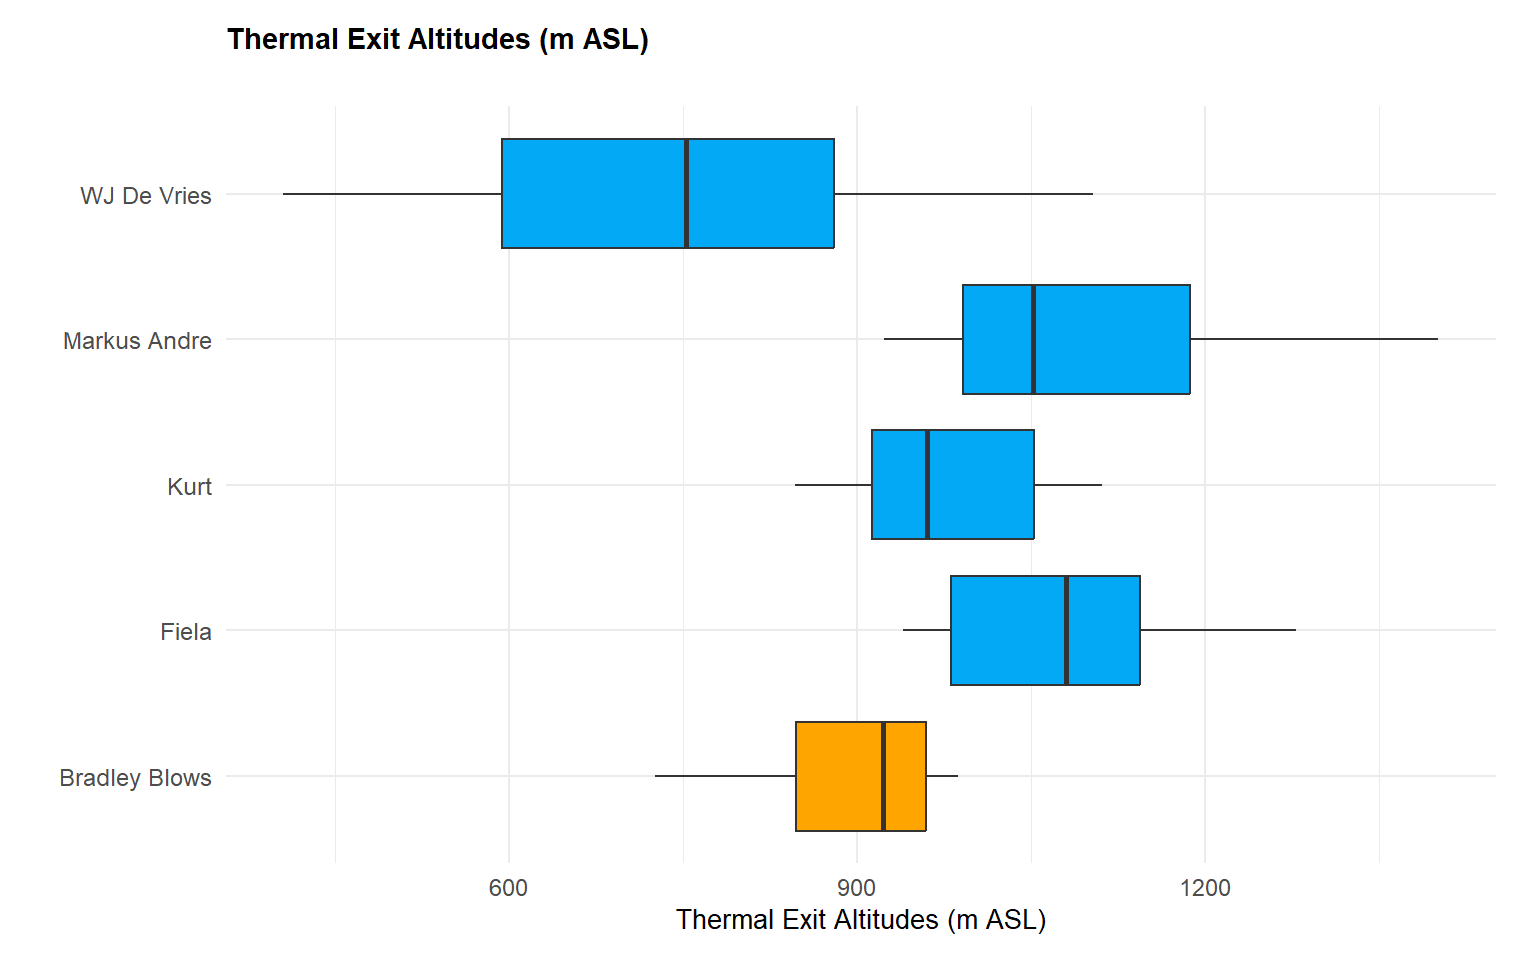 Thermal Exit Altitudes (m ASL)
WJ De Vries
Markus Andre
Kurt
Fiela
Bradley Blows
600 900 1200
Thermal Exit Altitudes (m ASL)